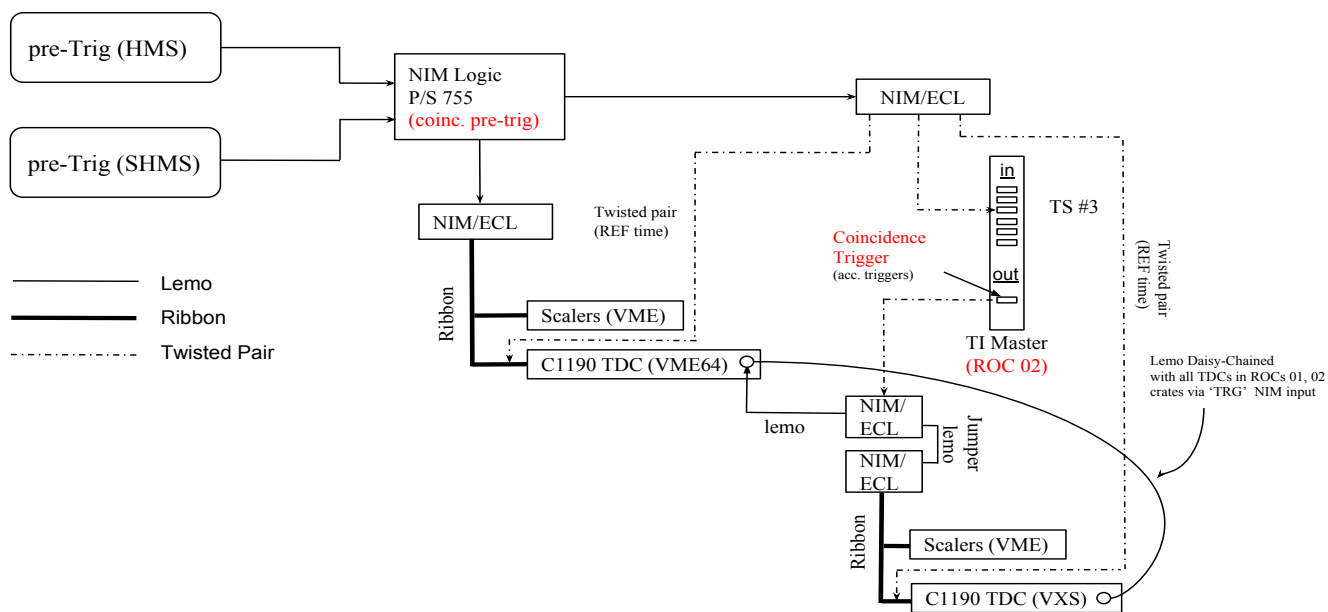 pre-Trig (HMS)
pre-Trig (SHMS)
NIM Logic
P/S 755
(coinc. pre-trig)
NIM/ECL
NIM/ECL
Twisted pair
(REF time)
in
TS #3
Coincidence
Trigger
(acc. triggers)
out
TI Master
(ROC 02)
Twisted pair
(REF time)
Lemo
Ribbon
Twisted Pair
Ribbon
Scalers (VME)
C1190 TDC (VME64)
Lemo Daisy-Chained
with all TDCs in ROCs 01, 02
crates via ‘TRG’ NIM input
lemo
NIM/
ECL
Jumper
lemo
NIM/
ECL
Ribbon
Scalers (VME)
C1190 TDC (VXS)